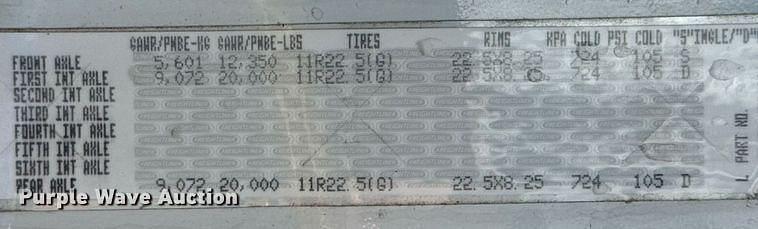 GAWR/PNBE-KG GAWR/PNBE-LBS TIRES RIMS KPA COLD PSI COLD "S"INGLE/"D"
FRONT AXLE 5,601 12,350 11R22.5(G) 22.5X8.25 724 105 S
FIRST INT AXLE 9,072 20,000 11R22.5(G) 22.5X8.25 724 105 D
SECOND INT AXLE
THIRD INT AXLE
FOURTH INT AXLE
FIFTH INT AXLE
SIXTH INT AXLE
REAR AXLE 9,072 20,000 11R22.5(G) 22.5X8.25 724 105 D
L PART NO.
Purple Wave Auction